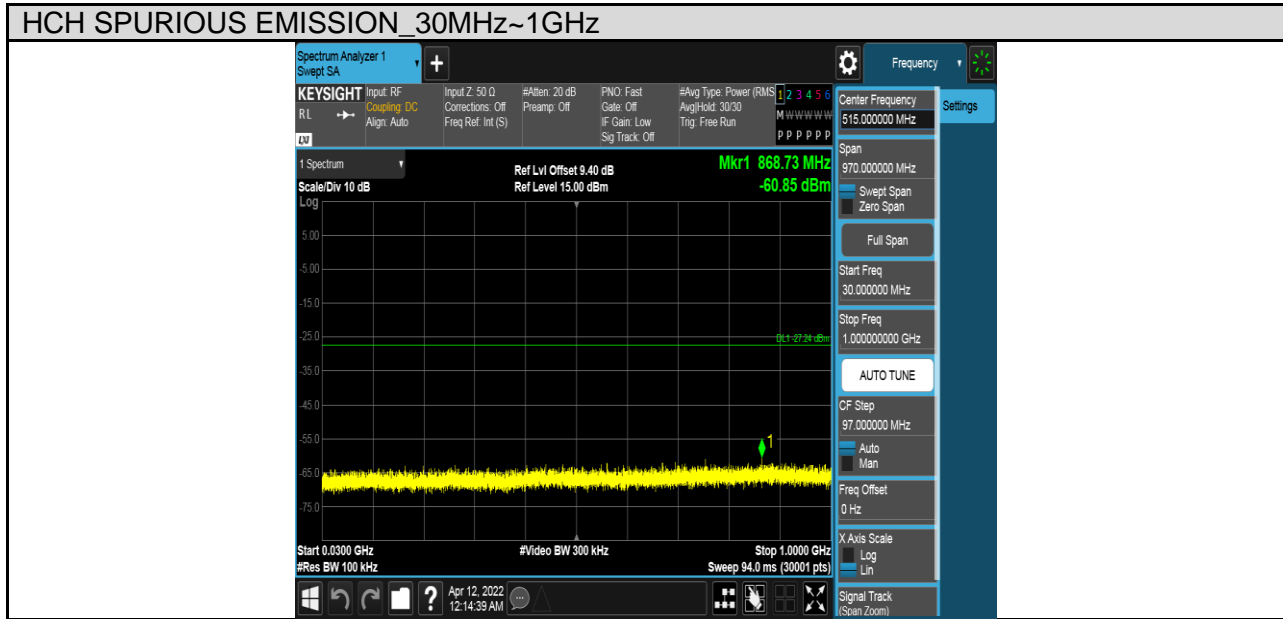 HCH SPURIOUS EMISSION_30MHz~1GHz
Spectrum Analyzer 1
Swept SA
+
Frequency
KEYSIGHT
RL
LXI
Input: RF
Coupling: DC
Align: Auto
Input Z: 50 Ω
Corrections: Off
Freq Ref: Int (S)
#Atten: 20 dB
Preamp: Off
PNO: Fast
Gate: Off
IF Gain: Low
Sig Track: Off
#Avg Type: Power (RMS
Avg|Hold: 30/30
Trig: Free Run
1 2 3 4 5 6
M W W W W W
P P P P P P
1 Spectrum
Scale/Div 10 dB
Log
Ref Lvl Offset 9.40 dB
Ref Level 15.00 dBm
Mkr1 868.73 MHz
-60.85 dBm
5.00
-5.00
-15.0
-25.0
DL1 -27.24 dBm
-35.0
-45.0
-55.0
1
-65.0
-75.0
Start 0.0300 GHz
#Res BW 100 kHz
#Video BW 300 kHz
Stop 1.0000 GHz
Sweep 94.0 ms (30001 pts)
Center Frequency
515.000000 MHz
Settings
Span
970.000000 MHz
Swept Span
Zero Span
Full Span
Start Freq
30.000000 MHz
Stop Freq
1.000000000 GHz
AUTO TUNE
CF Step
97.000000 MHz
Auto
Man
Freq Offset
0 Hz
X Axis Scale
Log
Lin
Signal Track
(Span Zoom)
?
Apr 12, 2022
12:14:39 AM